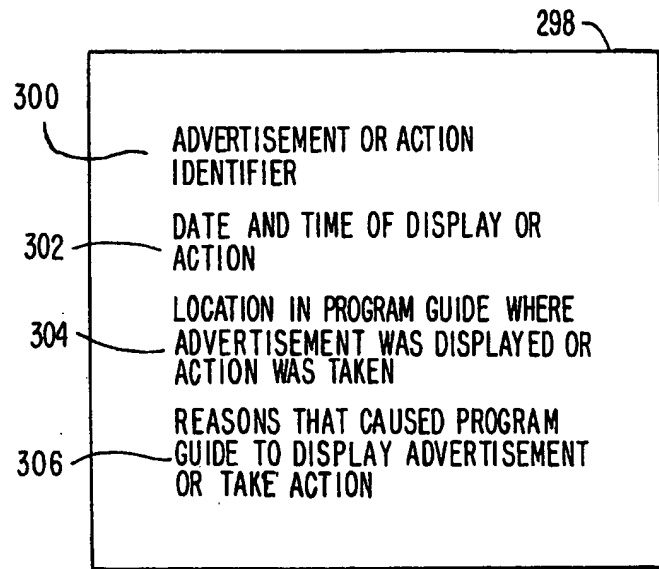 298
300
ADVERTISEMENT OR ACTION
IDENTIFIER
302
DATE AND TIME OF DISPLAY OR
ACTION
304
LOCATION IN PROGRAM GUIDE WHERE
ADVERTISEMENT WAS DISPLAYED OR
ACTION WAS TAKEN
306
REASONS THAT CAUSED PROGRAM
GUIDE TO DISPLAY ADVERTISEMENT
OR TAKE ACTION